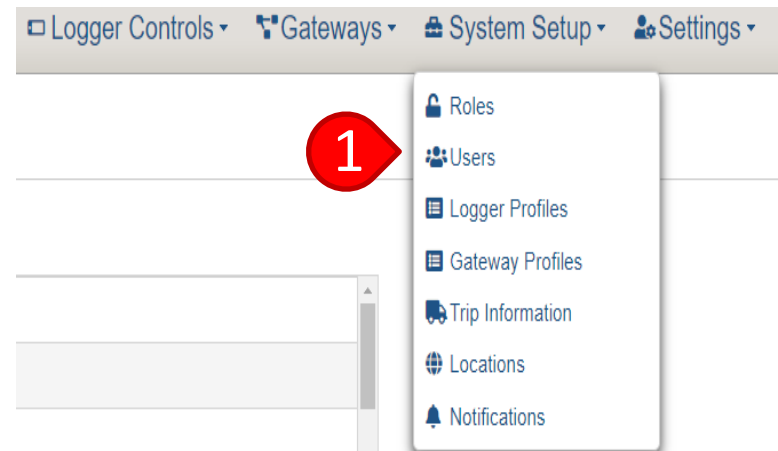 Logger Controls Gateways System Setup Settings
Roles
1 Users
Logger Profiles
Gateway Profiles
Trip Information
Locations
Notifications